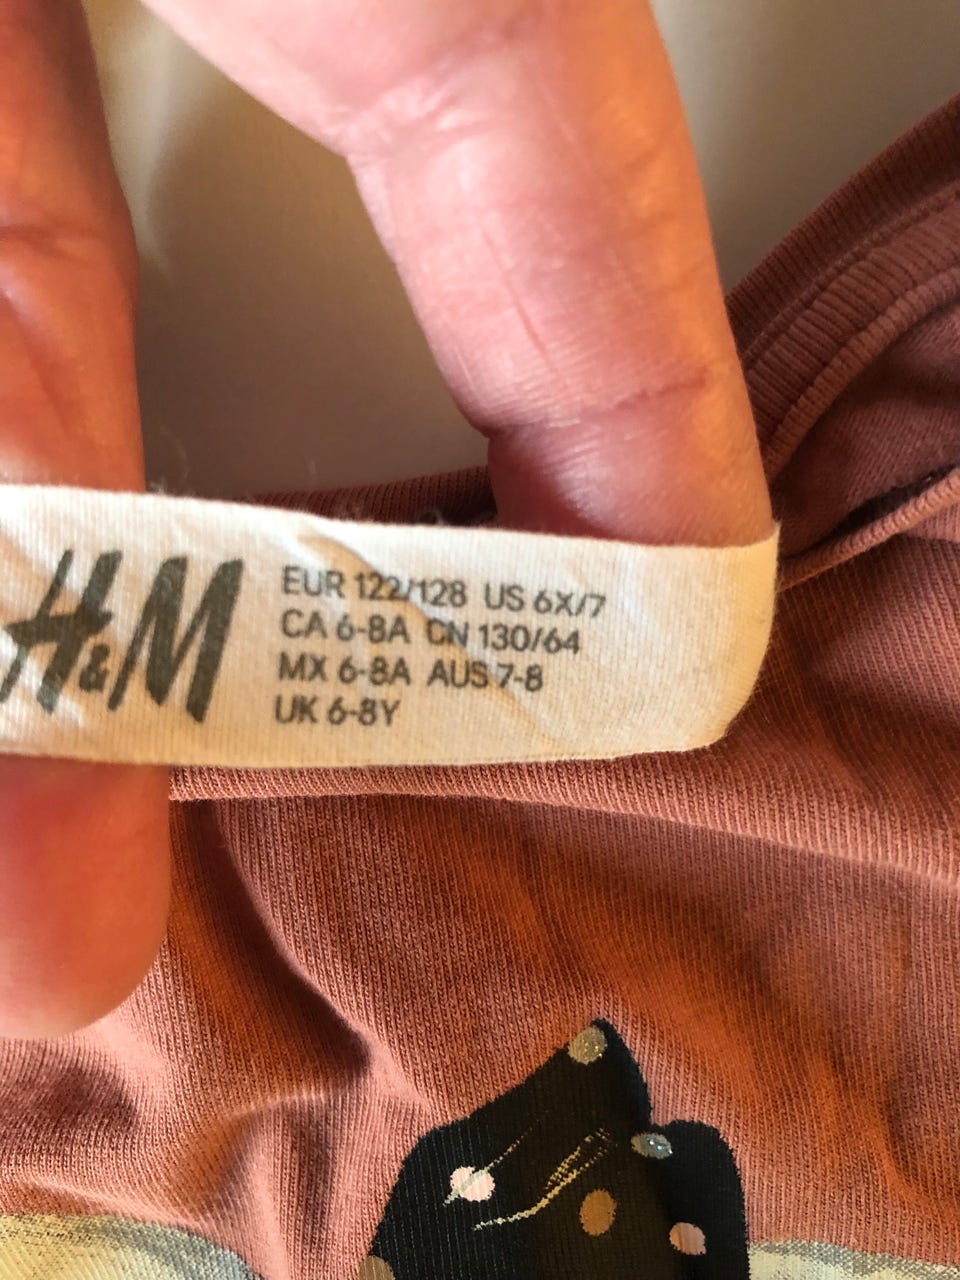 H&M
EUR 122/128 US 6X/7
CA 6-8A CN 130/64
MX 6-8A AUS 7-8
UK 6-8Y